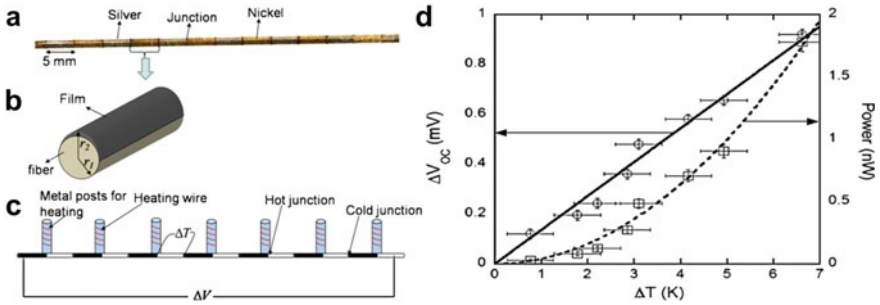 a
Silver
Junction
Nickel
5 mm
b
Film
r2
r1
fiber
c
Metal posts for
heating
Heating wire
Hot junction
Cold junction
ΔT
ΔV
d
1
0.8
0.6
0.4
0.2
0
ΔVOC (mV)
2
1.5
1
0.5
0
Power (nW)
0 1 2 3 4 5 6 7
ΔT (K)